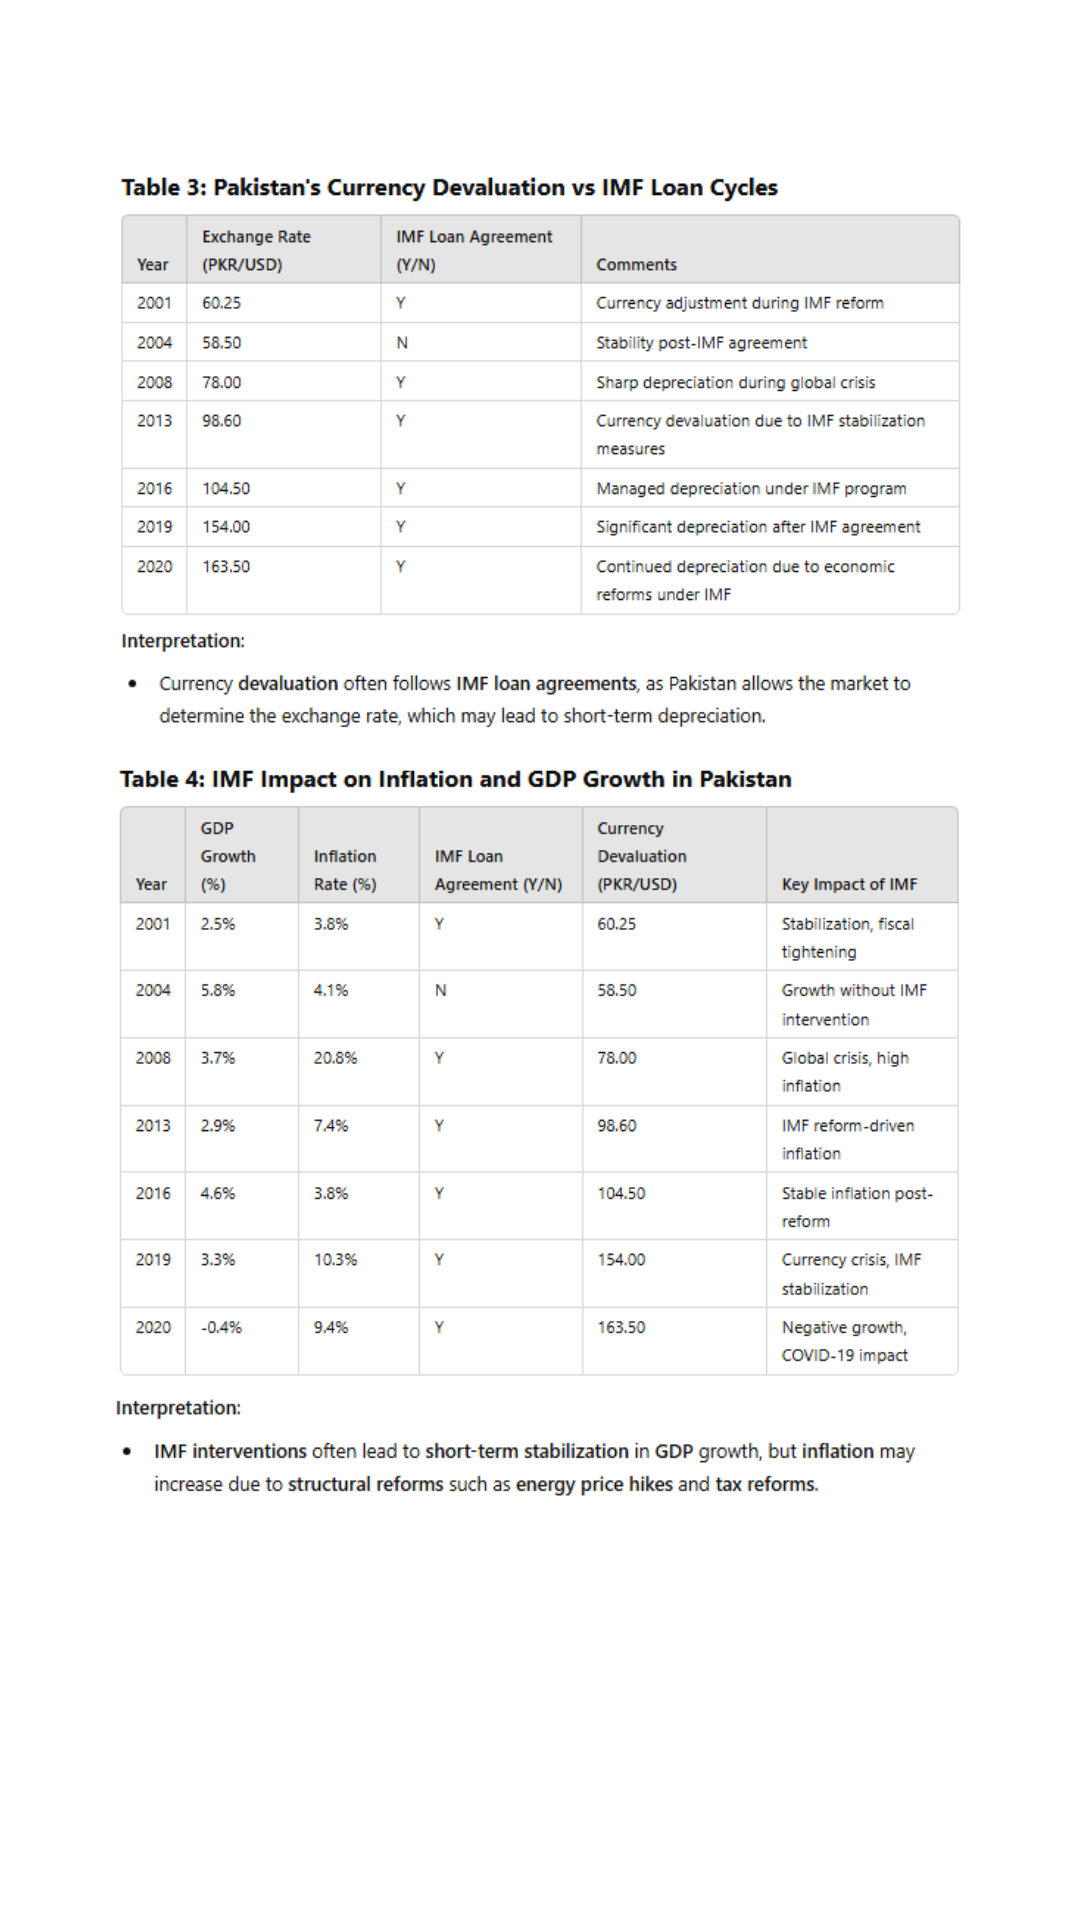 Table 3: Pakistan's Currency Devaluation vs IMF Loan Cycles
Exchange Rate IMF Loan Agreement
Year (PKR/USD) (Y/N) Comments
2001 60.25 Y Currency adjustment during IMF reform
2004 58.50 N Stability post-IMF agreement
2008 78.00 Y Sharp depreciation during global crisis
2013 98.60 Y Currency devaluation due to IMF stabilization
measures
2016 104.50 Y Managed depreciation under IMF program
2019 154.00 Y Significant depreciation after IMF agreement
2020 163.50 Y Continued depreciation due to economic
reforms under IMF
Interpretation:
• Currency devaluation often follows IMF loan agreements, as Pakistan allows the market to
determine the exchange rate, which may lead to short-term depreciation.
Table 4: IMF Impact on Inflation and GDP Growth in Pakistan
GDP Currency
Growth Inflation IMF Loan Devaluation
Year (%) Rate (%) Agreement (Y/N) (PKR/USD) Key Impact of IMF
2001 2.5% 3.8% Y 60.25 Stabilization, fiscal
tightening
2004 5.8% 4.1% N 58.50 Growth without IMF
intervention
2008 3.7% 20.8% Y 78.00 Global crisis, high
inflation
2013 2.9% 7.4% Y 98.60 IMF reform-driven
inflation
2016 4.6% 3.8% Y 104.50 Stable inflation post-
reform
2019 3.3% 10.3% Y 154.00 Currency crisis, IMF
stabilization
2020 -0.4% 9.4% Y 163.50 Negative growth,
COVID-19 impact
Interpretation:
• IMF interventions often lead to short-term stabilization in GDP growth, but inflation may
increase due to structural reforms such as energy price hikes and tax reforms.